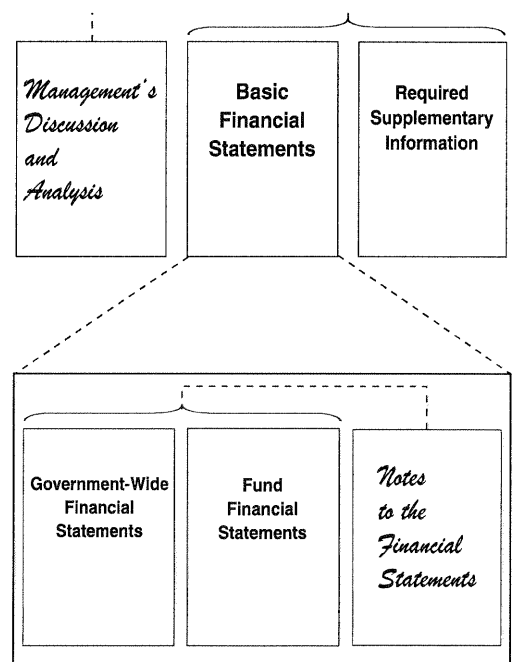 Management's
Discussion
and
Analysis
Basic
Financial
Statements
Required
Supplementary
Information
Government-Wide
Financial
Statements
Fund
Financial
Statements
Notes
to the
Financial
Statements